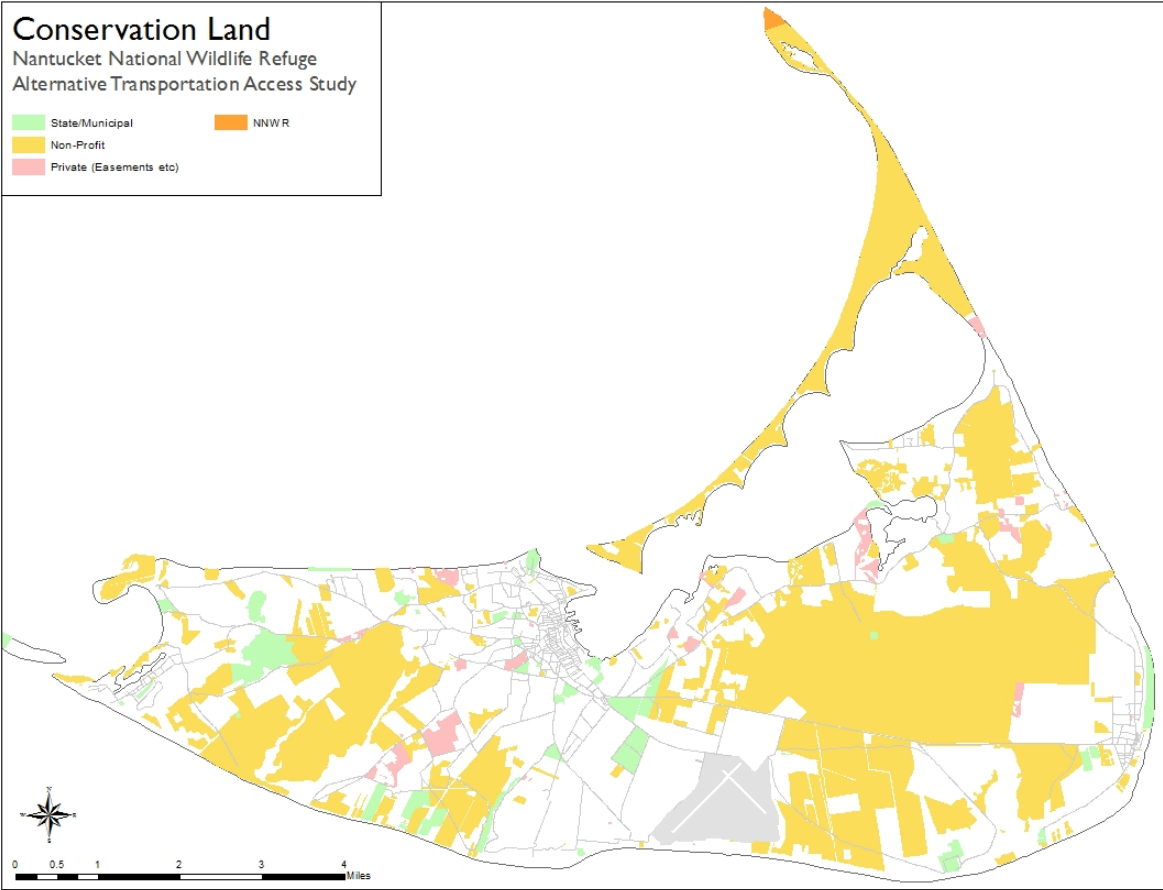 Conservation Land
Nantucket National Wildlife Refuge
Alternative Transportation Access Study
State/Municipal
NNWR
Non-Profit
Private (Easements etc)
N
W E
S
0 0.5 1 2 3 4
Miles